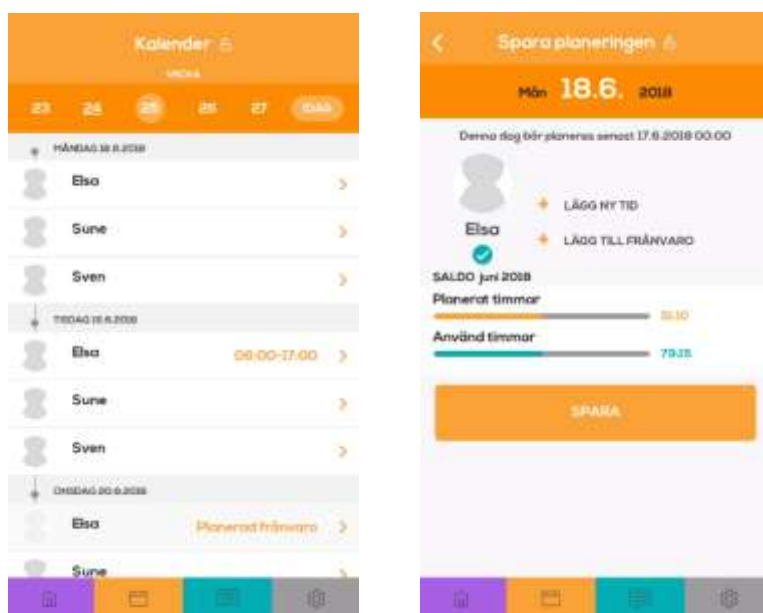 Kalender
VECKA
23 24 25 26 27 IDAG
MÅNDAG 18.6.2018
Elsa
Sune
Sven
TISDAG 19.6.2018
Elsa 06:00-17.00
Sune
Sven
ONSDAG 20.6.2018
Elsa Planerad frånvaro
Sune
Spara planeringen
Mån 18.6. 2018
Denna dag bör planeras senast 17.6.2018 00:00
Elsa
LÄGG NY TID
LÄGG TILL FRÅNVARO
SALDO juni 2018
Planerat timmar
Använd timmar
SPARA